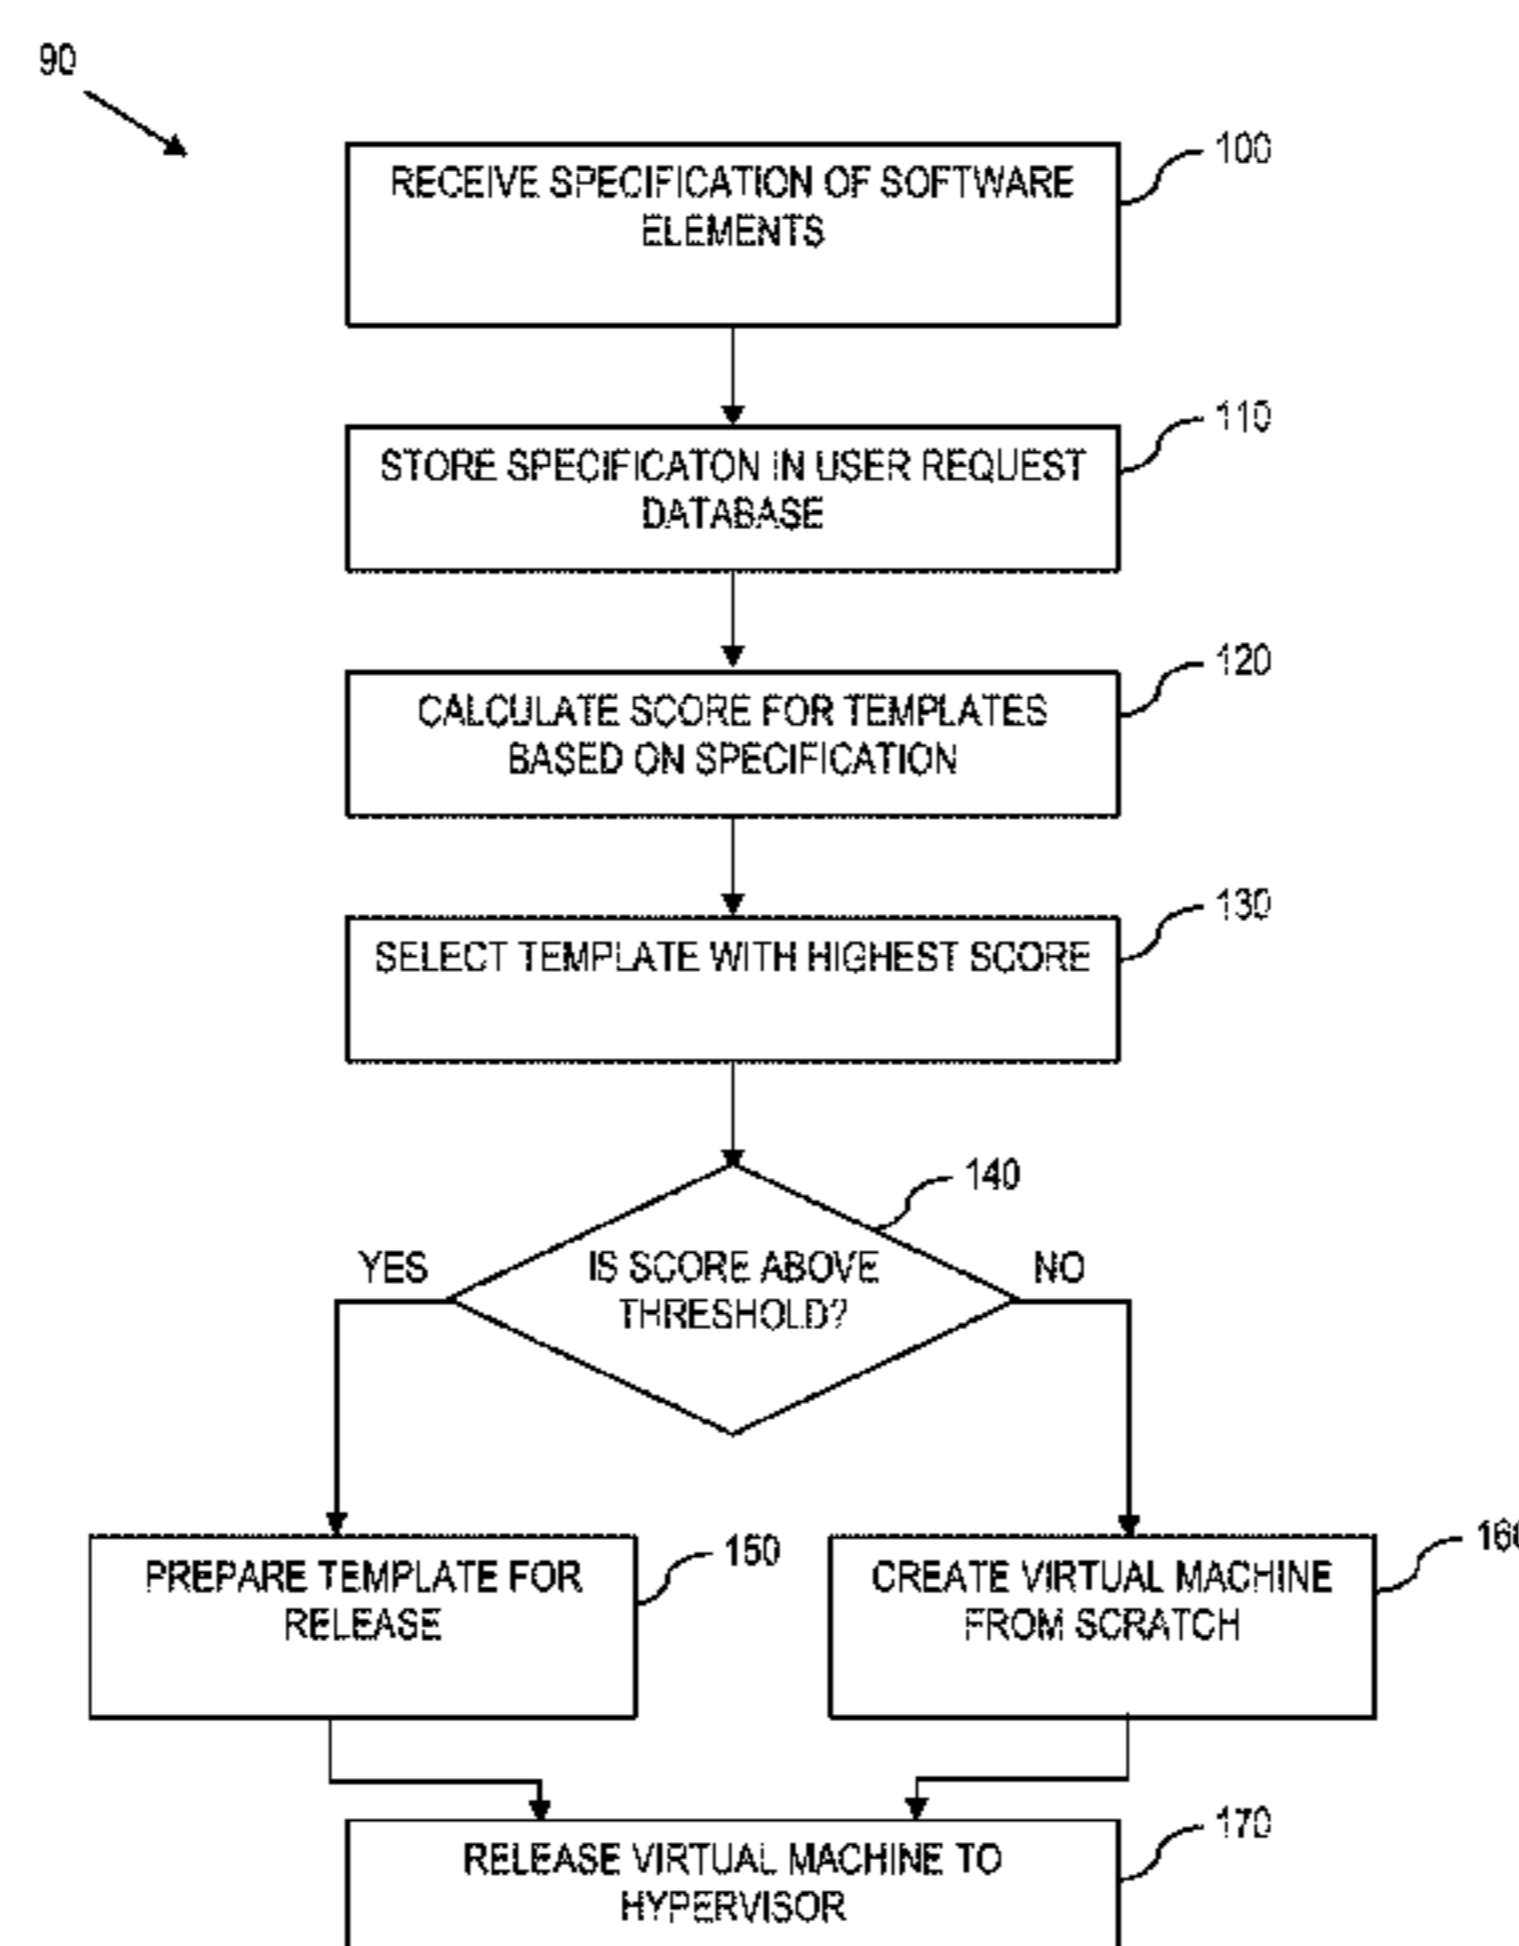 90
100
RECEIVE SPECIFICATION OF SOFTWARE
ELEMENTS
110
STORE SPECIFICATON IN USER REQUEST
DATABASE
120
CALCULATE SCORE FOR TEMPLATES
BASED ON SPECIFICATION
130
SELECT TEMPLATE WITH HIGHEST SCORE
140
YES
IS SCORE ABOVE
THRESHOLD?
NO
150
160
PREPARE TEMPLATE FOR
RELEASE
CREATE VIRTUAL MACHINE
FROM SCRATCH
170
RELEASE VIRTUAL MACHINE TO
HYPERVISOR